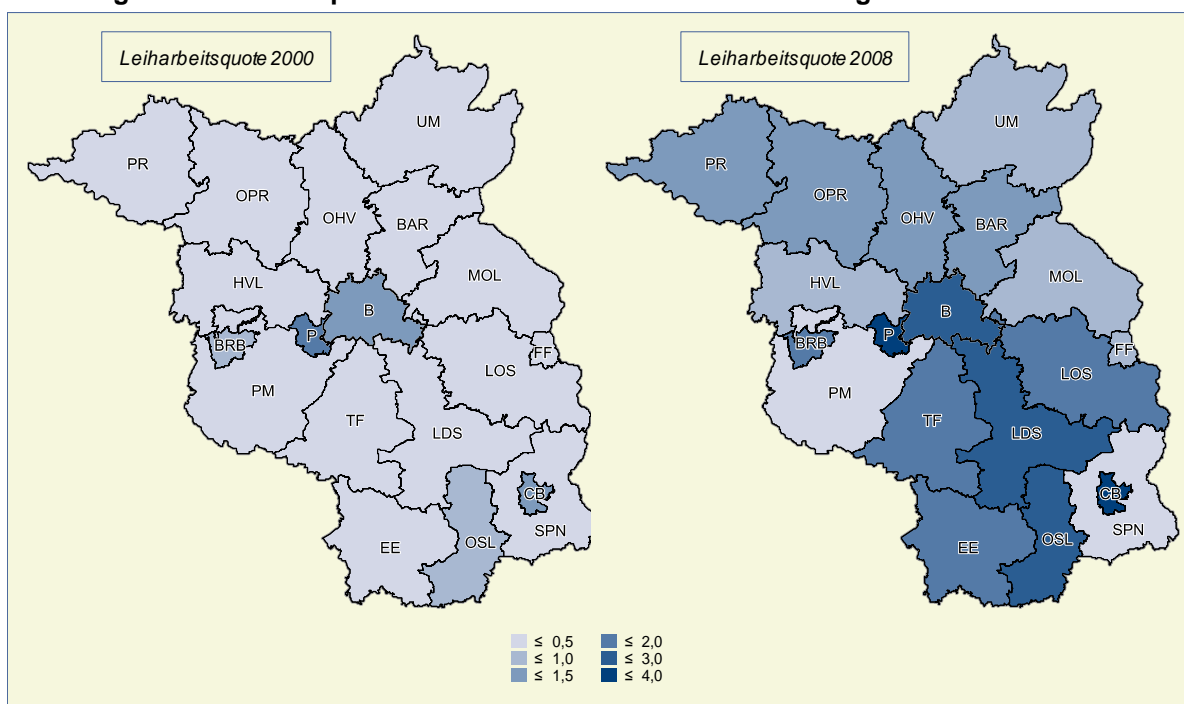 Leiharbeitsquote 2000
UM
PR
OPR
OHV
BAR
HVL
MOL
B
P
BRB
FF
LOS
PM
TF
LDS
CB
SPN
EE
OSL
Leiharbeitsquote 2008
UM
PR
OPR
OHV
BAR
HVL
MOL
B
P
BRB
FF
LOS
PM
TF
LDS
CB
SPN
EE
OSL
≤ 0,5
≤ 1,0
≤ 1,5
≤ 2,0
≤ 3,0
≤ 4,0